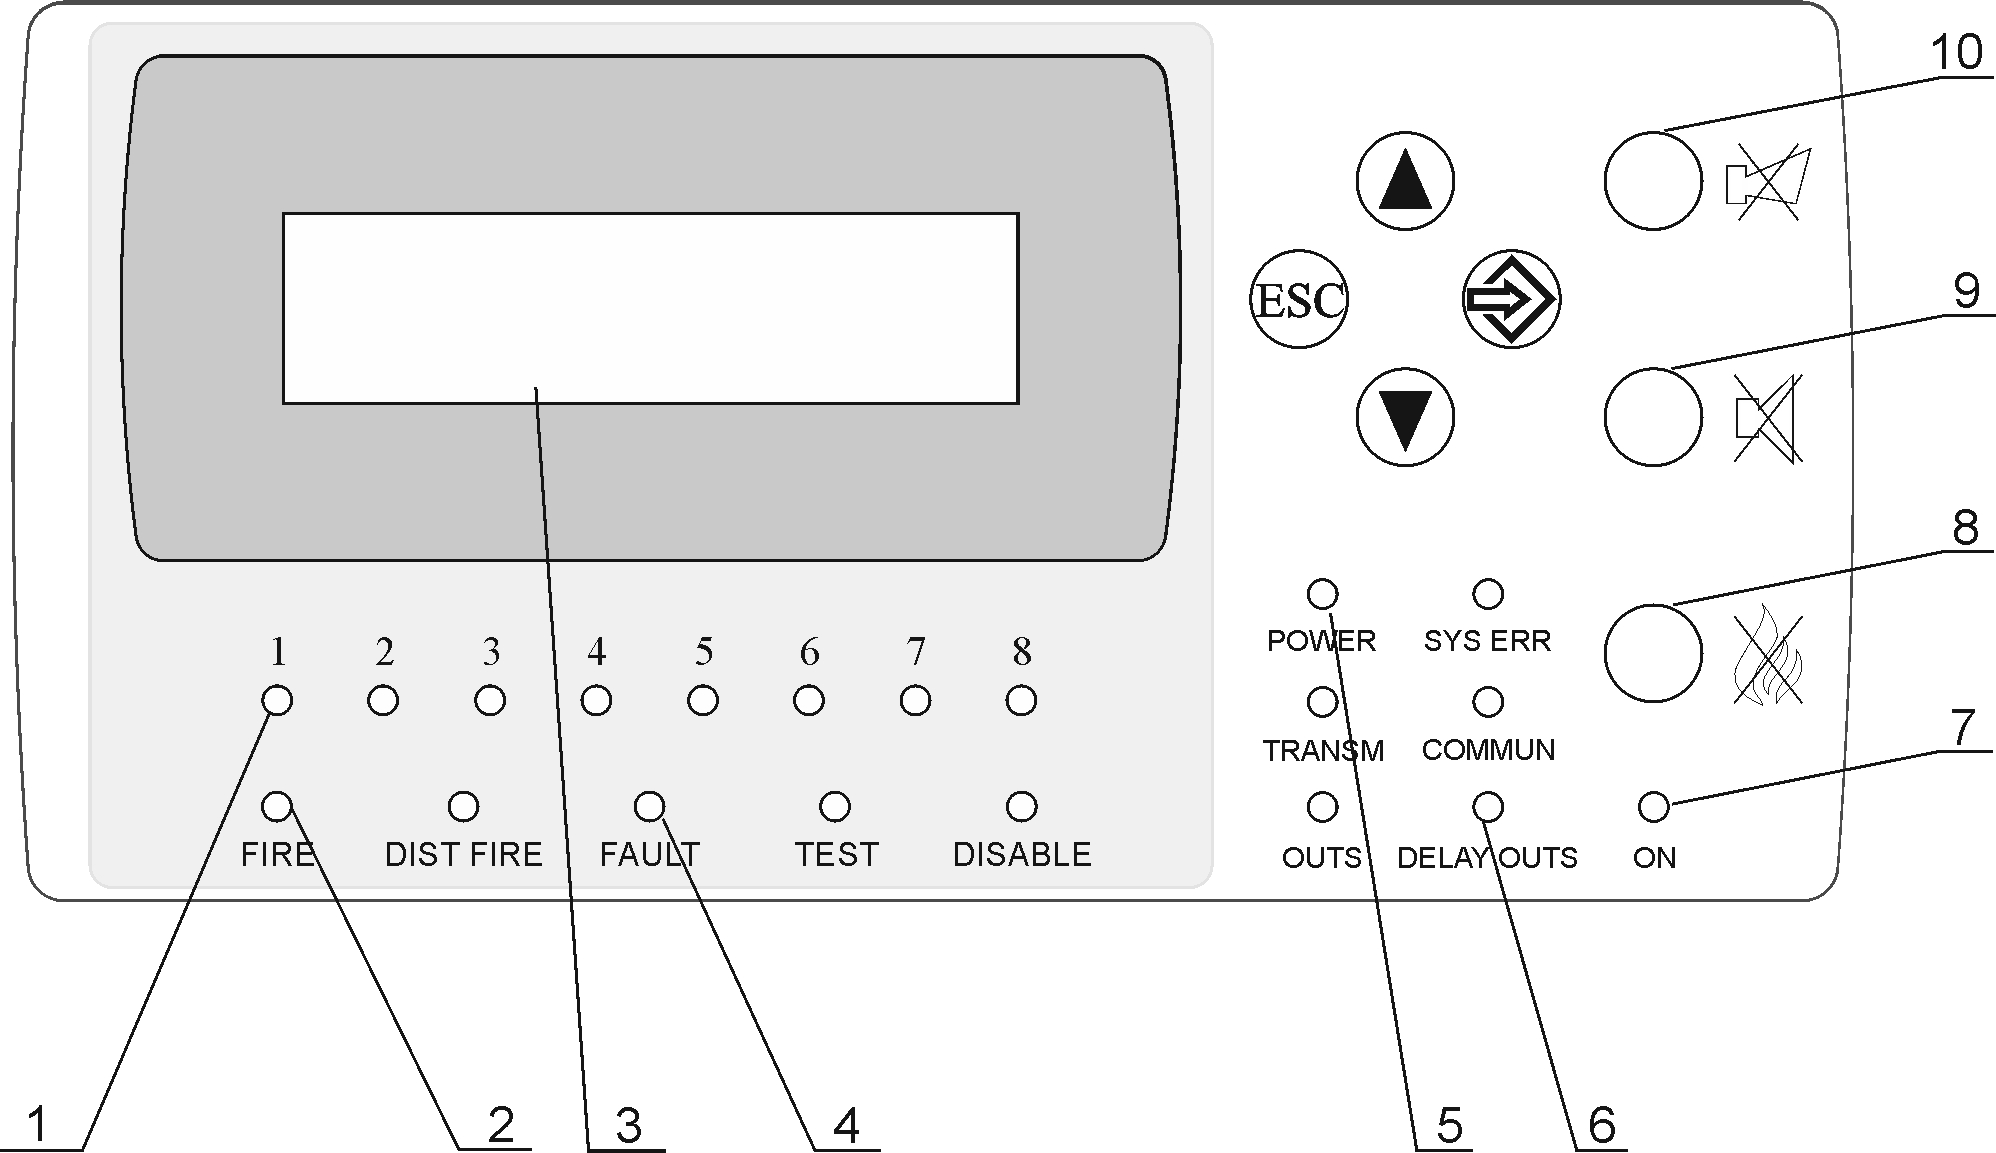 10
ESC
9
8
1 2 3 4 5 6 7 8
POWER SYS ERR
TRANSM COMMUN
7
FIRE DIST FIRE FAULT TEST DISABLE
OUTS DELAY OUTS ON
1 2 3 4 5 6